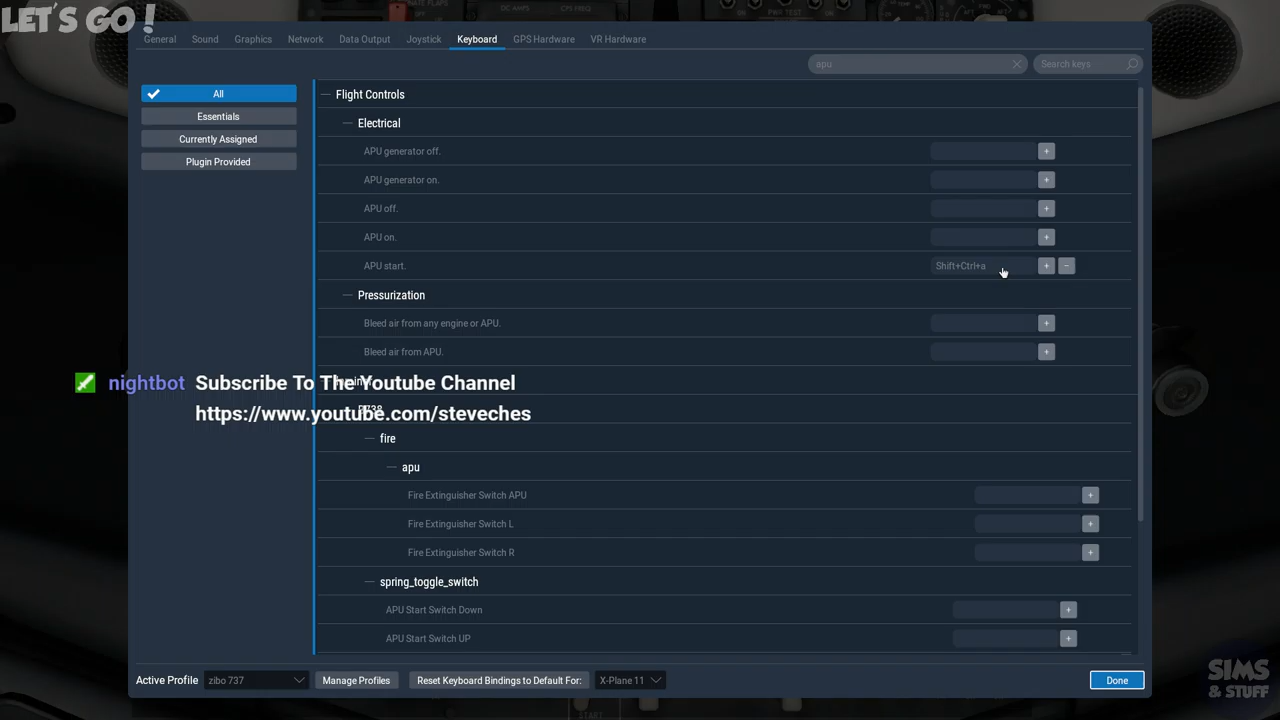 LET'S GO !
General Sound Graphics Network Data Output Joystick Keyboard GPS Hardware VR Hardware
apu Search keys
All
Essentials
Currently Assigned
Plugin Provided
Flight Controls
Electrical
APU generator off.
APU generator on.
APU off.
APU on.
APU start. Shift+Ctrl+a
Pressurization
Bleed air from any engine or APU.
Bleed air from APU.
nightbot Subscribe To The Youtube Channel
https://www.youtube.com/steveches
fire
apu
Fire Extinguisher Switch APU
Fire Extinguisher Switch L
Fire Extinguisher Switch R
spring_toggle_switch
APU Start Switch Down
APU Start Switch UP
Active Profile zibo 737 Manage Profiles Reset Keyboard Bindings to Default For: X-Plane 11 Done
SIMS
& STUFF
START